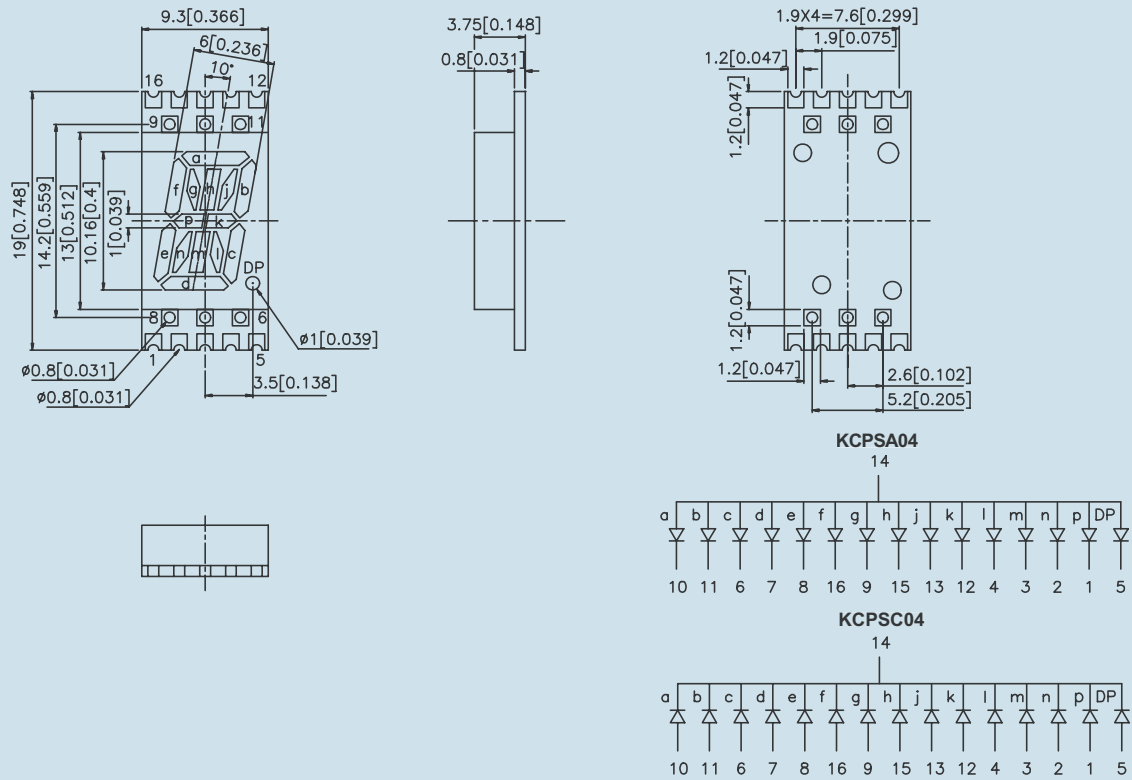 9.3[0.366]
6[0.236]
10°
16
12
9
11
a
f
g
h
j
b
p
k
e
n
m
l
c
DP
d
8
6
1
5
19[0.748]
14.2[0.559]
13[0.512]
10.16[0.4]
1[0.039]
ø1[0.039]
ø0.8[0.031]
ø0.8[0.031]
3.5[0.138]
3.75[0.148]
0.8[0.031]
1.9X4=7.6[0.299]
1.9[0.075]
1.2[0.047]
1.2[0.047]
1.2[0.047]
1.2[0.047]
1.2[0.047]
2.6[0.102]
5.2[0.205]
KCPSA04
14
a b c d e f g h j k l m n p DP
10 11 6 7 8 16 9 15 13 12 4 3 2 1 5
KCPSC04
14
a b c d e f g h j k l m n p DP
10 11 6 7 8 16 9 15 13 12 4 3 2 1 5